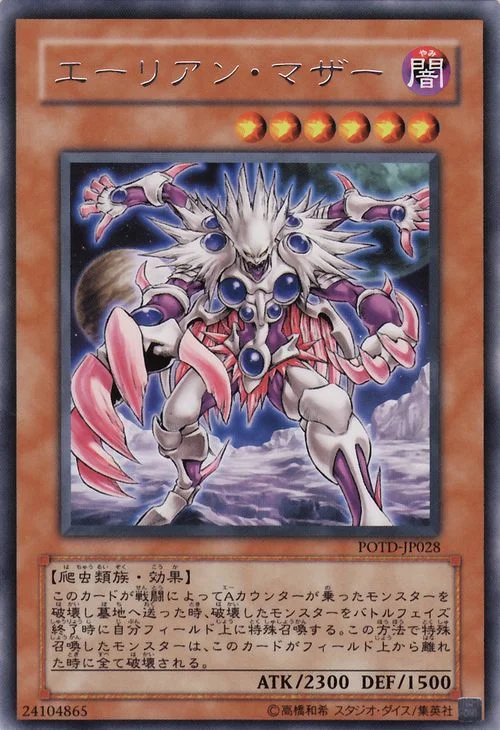 エーリアン・マザー
やみ
闇
POTD-JP028
【爬虫類族・効果】
このカードが戦闘によってAカウンターが乗ったモンスターを
破壊し墓地へ送った時、破壊したモンスターをバトルフェイズ
終了時に自分フィールド上に特殊召喚する。この方法で特殊
召喚したモンスターは、このカードがフィールド上から離れ
た時に全て破壊される。
ATK/2300 DEF/1500
24104865
©高橋和希 スタジオ・ダイス/集英社